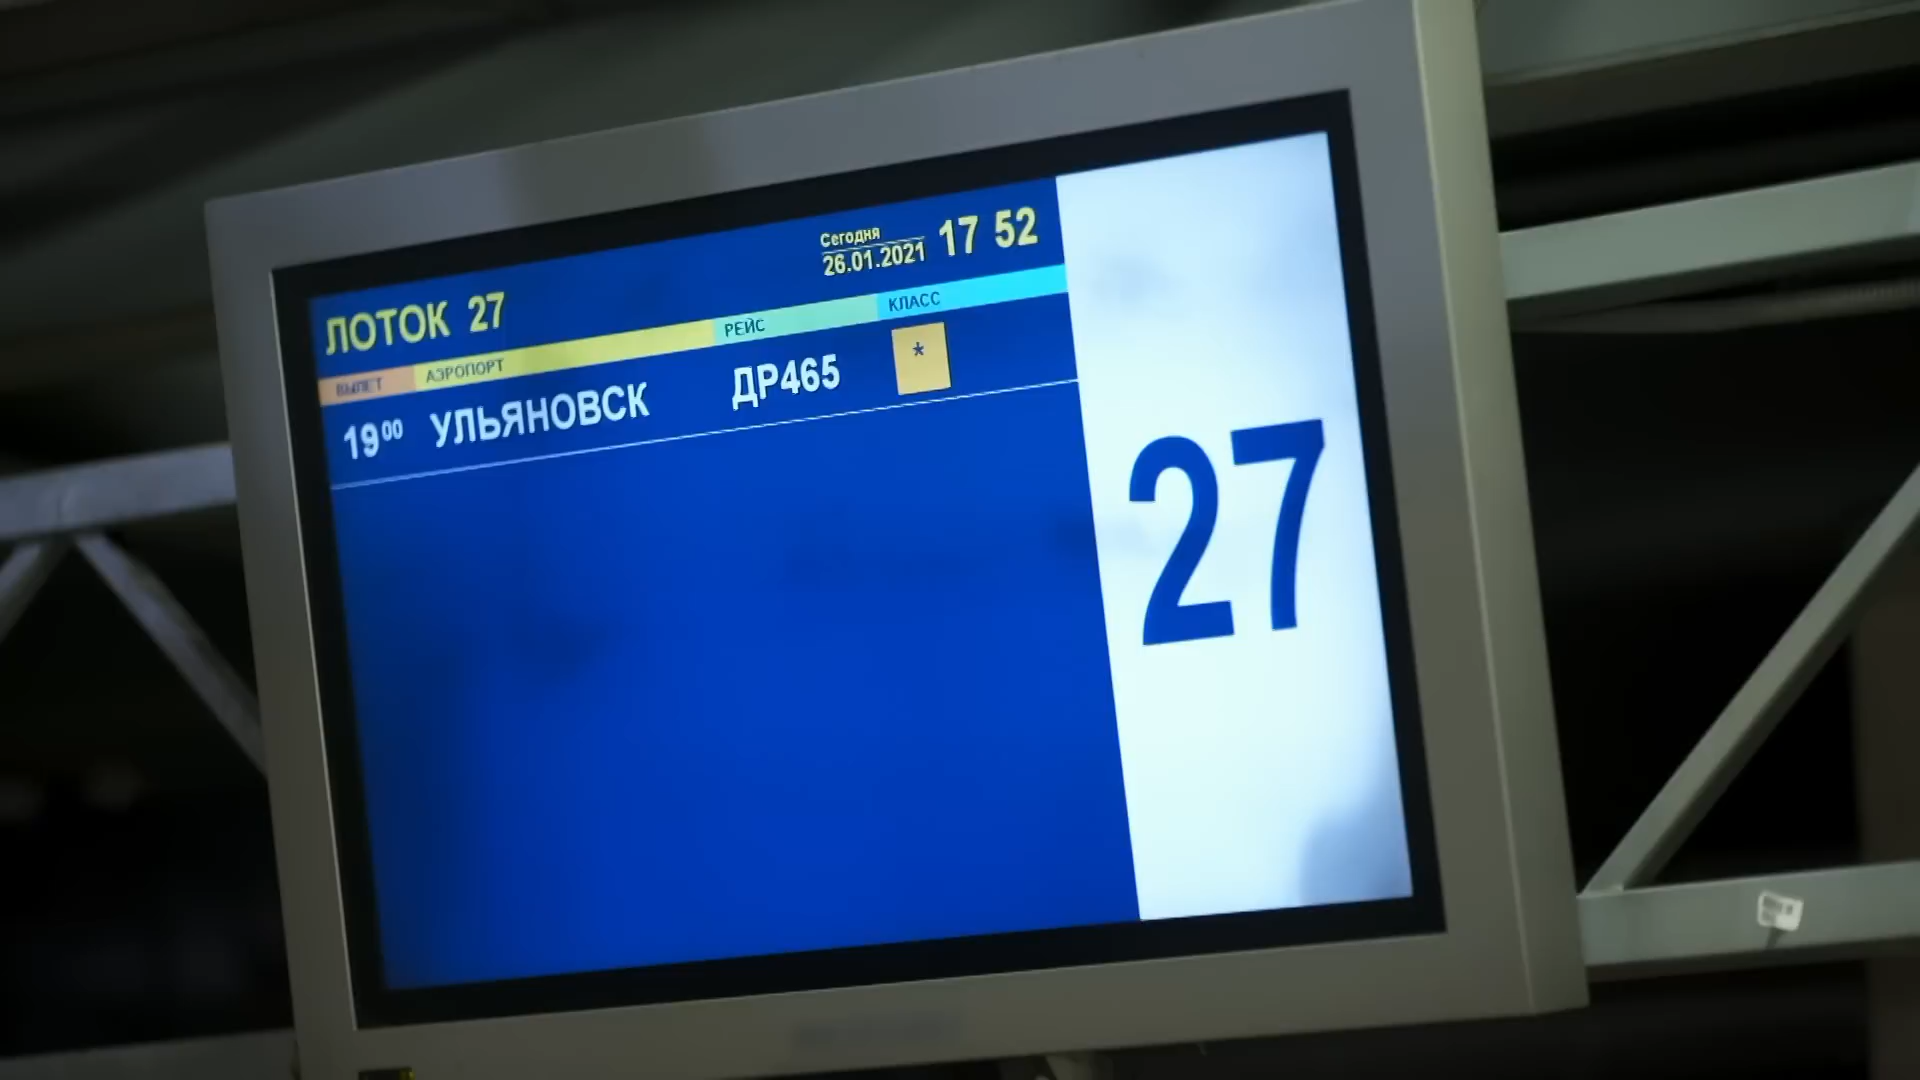 Сегодня
26.01.2021 17 52
ЛОТОК 27
ВЫЛЕТ АЭРОПОРТ РЕЙС КЛАСС
19 00 УЛЬЯНОВСК ДР465 *
27